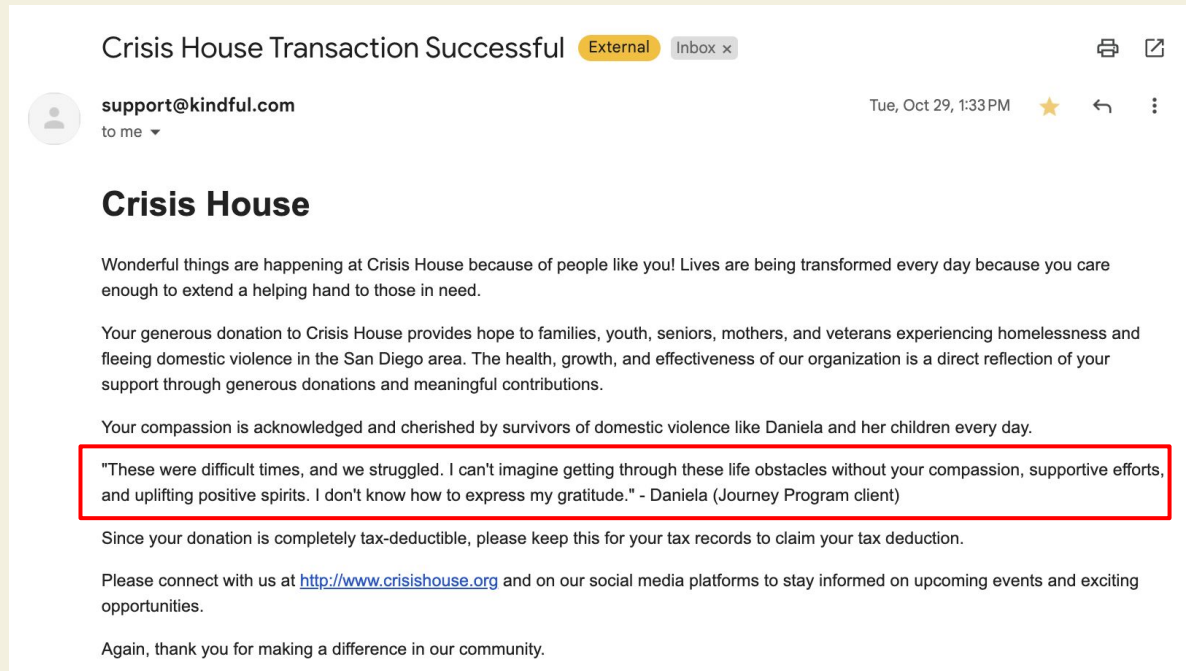 Crisis House Transaction Successful External Inbox x
support@kindful.com Tue, Oct 29, 1:33 PM
to me
Crisis House
Wonderful things are happening at Crisis House because of people like you! Lives are being transformed every day because you care
enough to extend a helping hand to those in need.
Your generous donation to Crisis House provides hope to families, youth, seniors, mothers, and veterans experiencing homelessness and
fleeing domestic violence in the San Diego area. The health, growth, and effectiveness of our organization is a direct reflection of your
support through generous donations and meaningful contributions.
Your compassion is acknowledged and cherished by survivors of domestic violence like Daniela and her children every day.
"These were difficult times, and we struggled. I can't imagine getting through these life obstacles without your compassion, supportive efforts,
and uplifting positive spirits. I don't know how to express my gratitude." - Daniela (Journey Program client)
Since your donation is completely tax-deductible, please keep this for your tax records to claim your tax deduction.
Please connect with us at http://www.crisishouse.org and on our social media platforms to stay informed on upcoming events and exciting
opportunities.
Again, thank you for making a difference in our community.